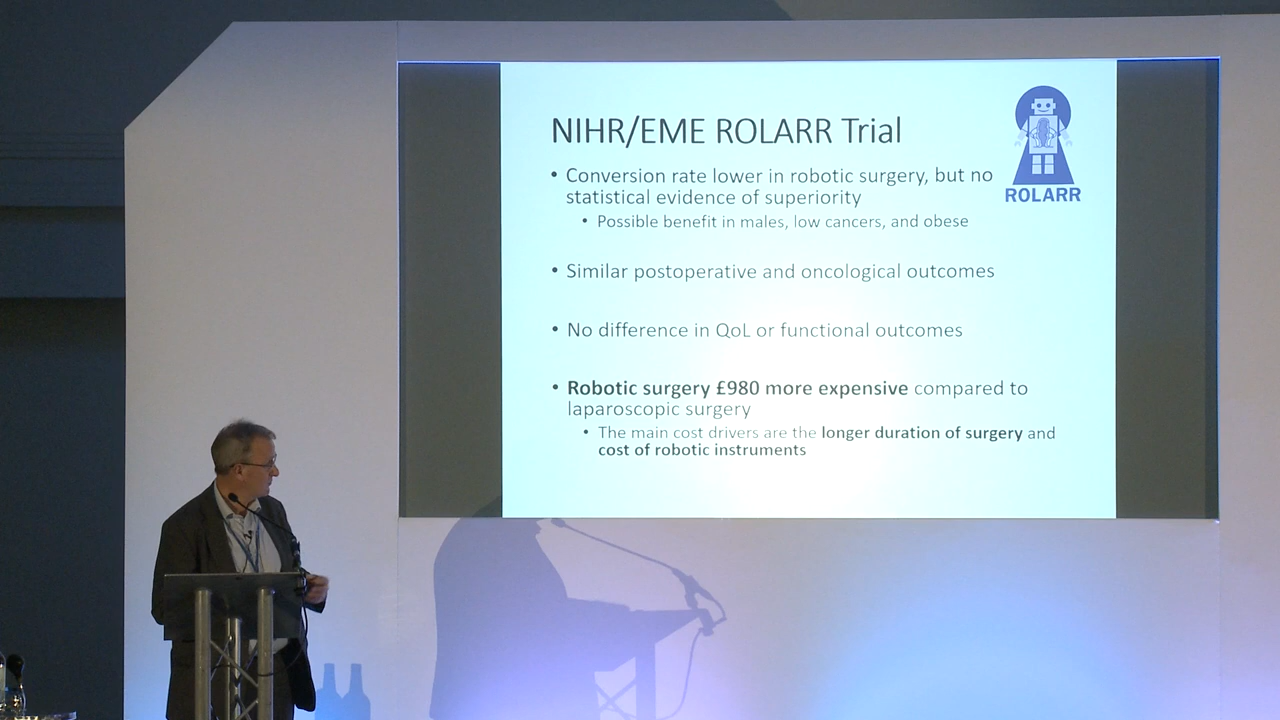 NIHR/EME ROLARR Trial
• Conversion rate lower in robotic surgery, but no
statistical evidence of superiority
• Possible benefit in males, low cancers, and obese
• Similar postoperative and oncological outcomes
• No difference in QoL or functional outcomes
• Robotic surgery £980 more expensive compared to
laparoscopic surgery
• The main cost drivers are the longer duration of surgery and
cost of robotic instruments
ROLARR